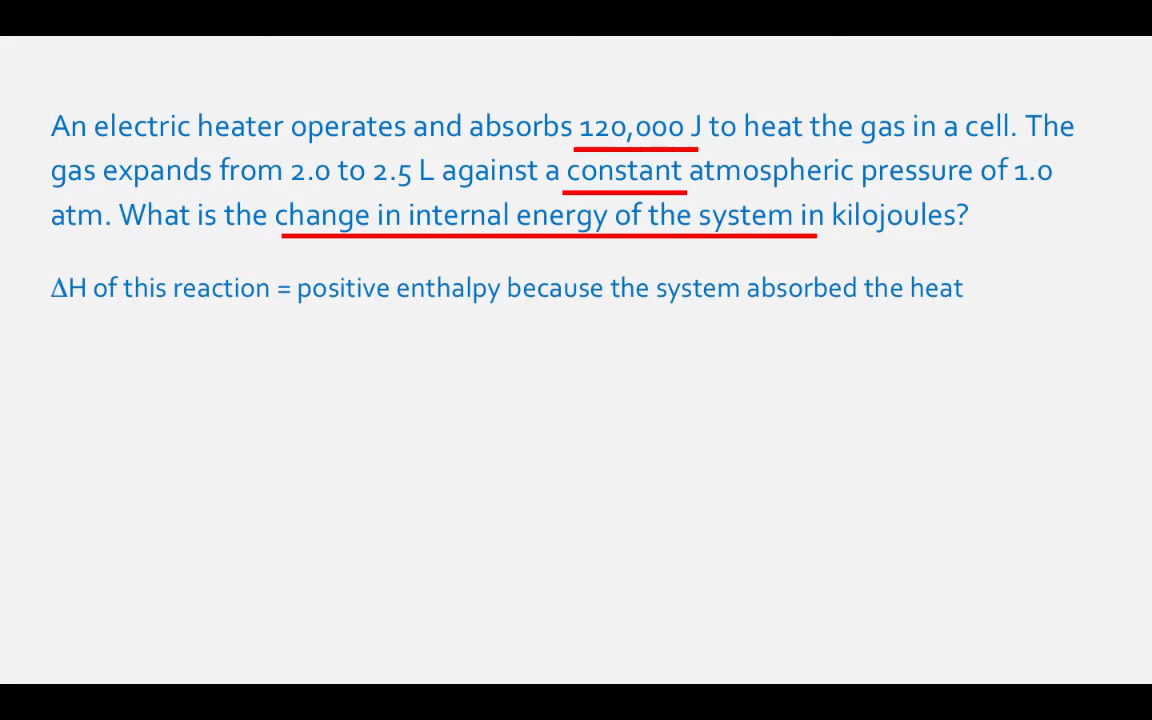 An electric heater operates and absorbs 120,000 J to heat the gas in a cell. The
gas expands from 2.0 to 2.5 L against a constant atmospheric pressure of 1.0
atm. What is the change in internal energy of the system in kilojoules?
ΔH of this reaction = positive enthalpy because the system absorbed the heat